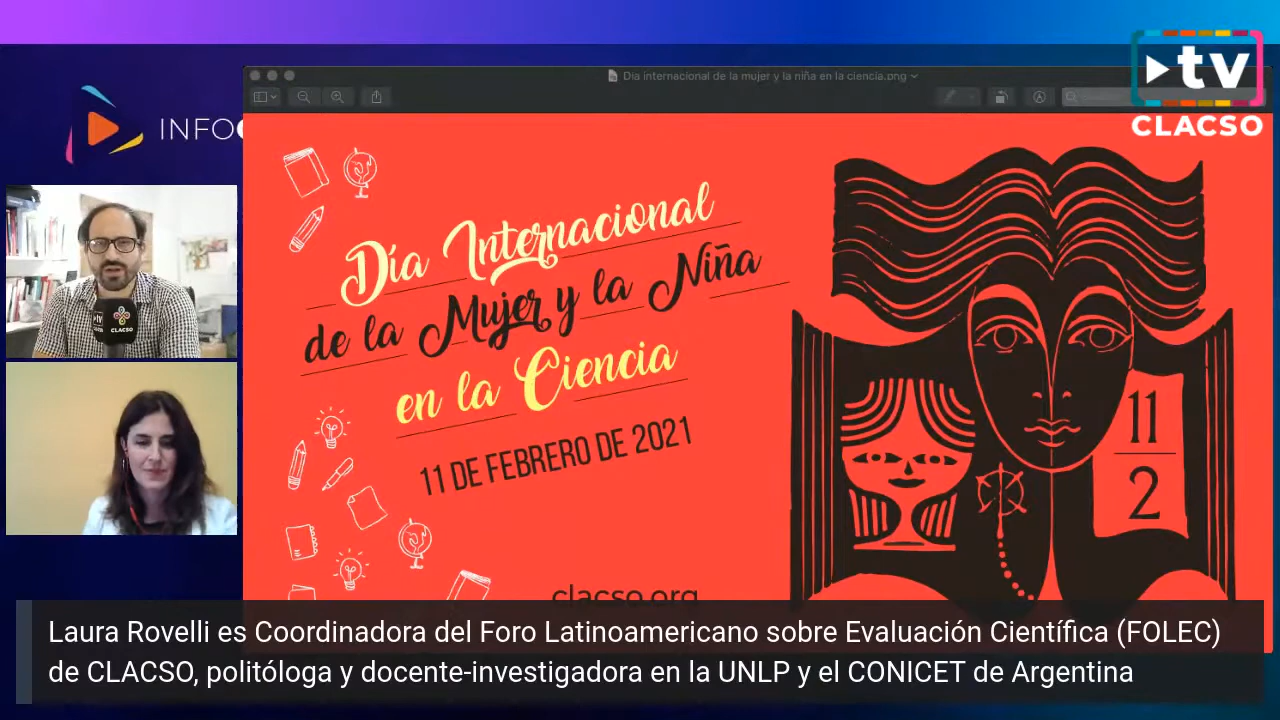 Dia internacional de la mujer y la niña en la ciencia.png
tv
CLACSO
INFO
CLACSO
Día Internacional
de la Mujer y la Niña
en la Ciencia
11 DE FEBRERO DE 2021
11
2
clacso.org
Laura Rovelli es Coordinadora del Foro Latinoamericano sobre Evaluación Científica (FOLEC)
de CLACSO, politóloga y docente-investigadora en la UNLP y el CONICET de Argentina